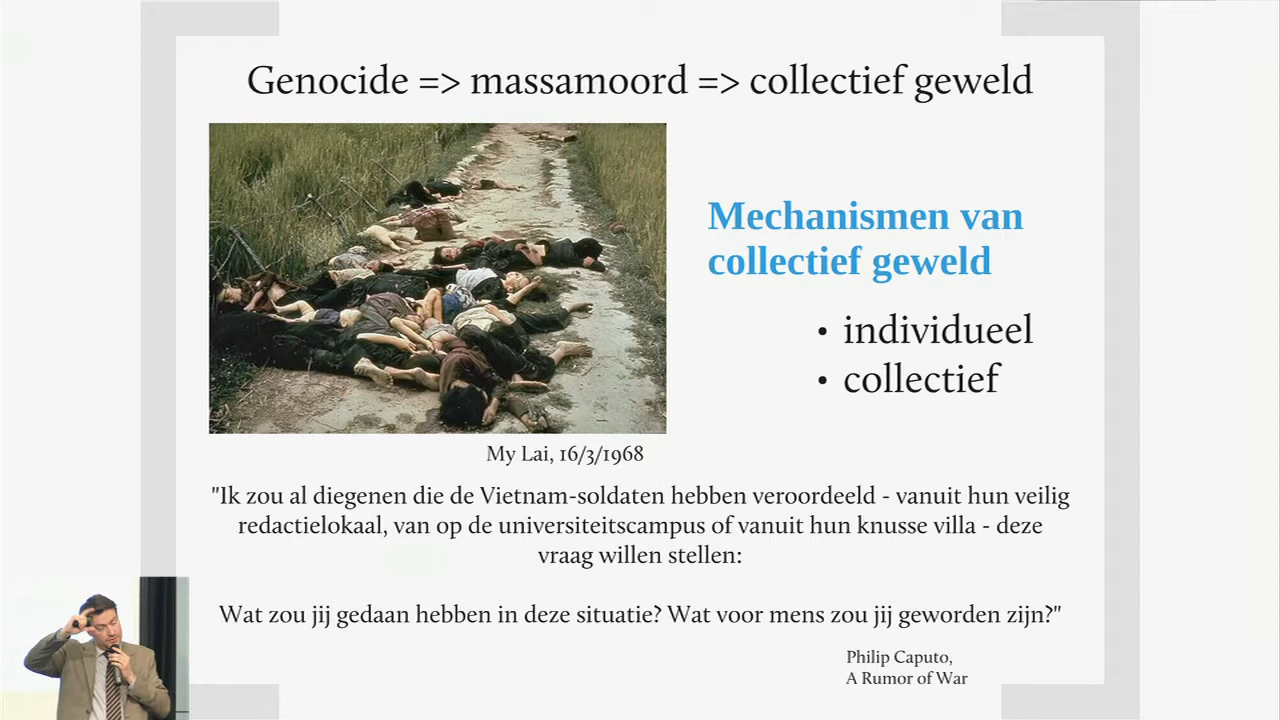 Genocide => massamoord => collectief geweld
Mechanismen van
collectief geweld
• individueel
• collectief
My Lai, 16/3/1968
"Ik zou al diegenen die de Vietnam-soldaten hebben veroordeeld - vanuit hun veilig
redactielokaal, van op de universiteitscampus of vanuit hun knusse villa - deze
vraag willen stellen:
Wat zou jij gedaan hebben in deze situatie? Wat voor mens zou jij geworden zijn?"
Philip Caputo,
A Rumor of War